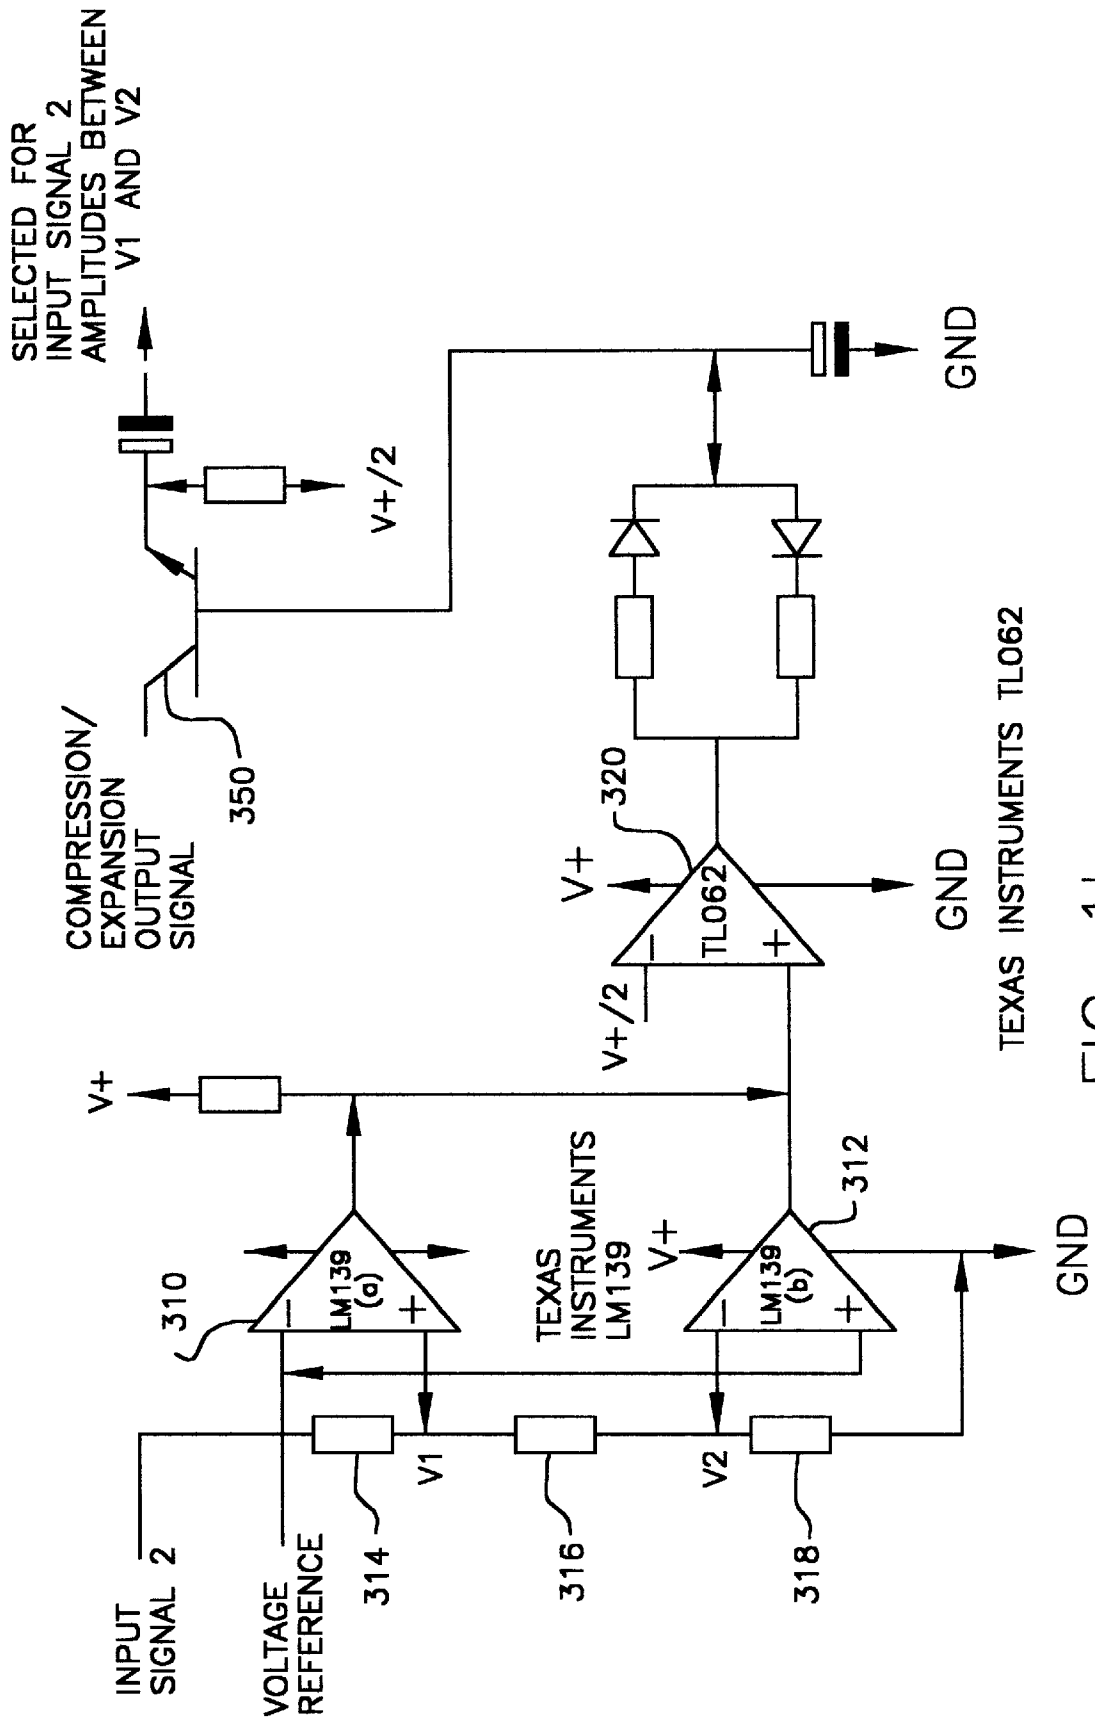 INPUT
SIGNAL 2
VOLTAGE
REFERENCE
314
V1
316
V2
318
310
LM139
(a)
−
+
V+
TEXAS
INSTRUMENTS
LM139
V+
LM139
(b)
−
+
312
GND
V+/2
V+
320
TL062
−
+
GND
TEXAS INSTRUMENTS TL062
COMPRESSION/
EXPANSION
OUTPUT
SIGNAL
350
V+/2
SELECTED FOR
INPUT SIGNAL 2
AMPLITUDES BETWEEN
V1 AND V2
GND